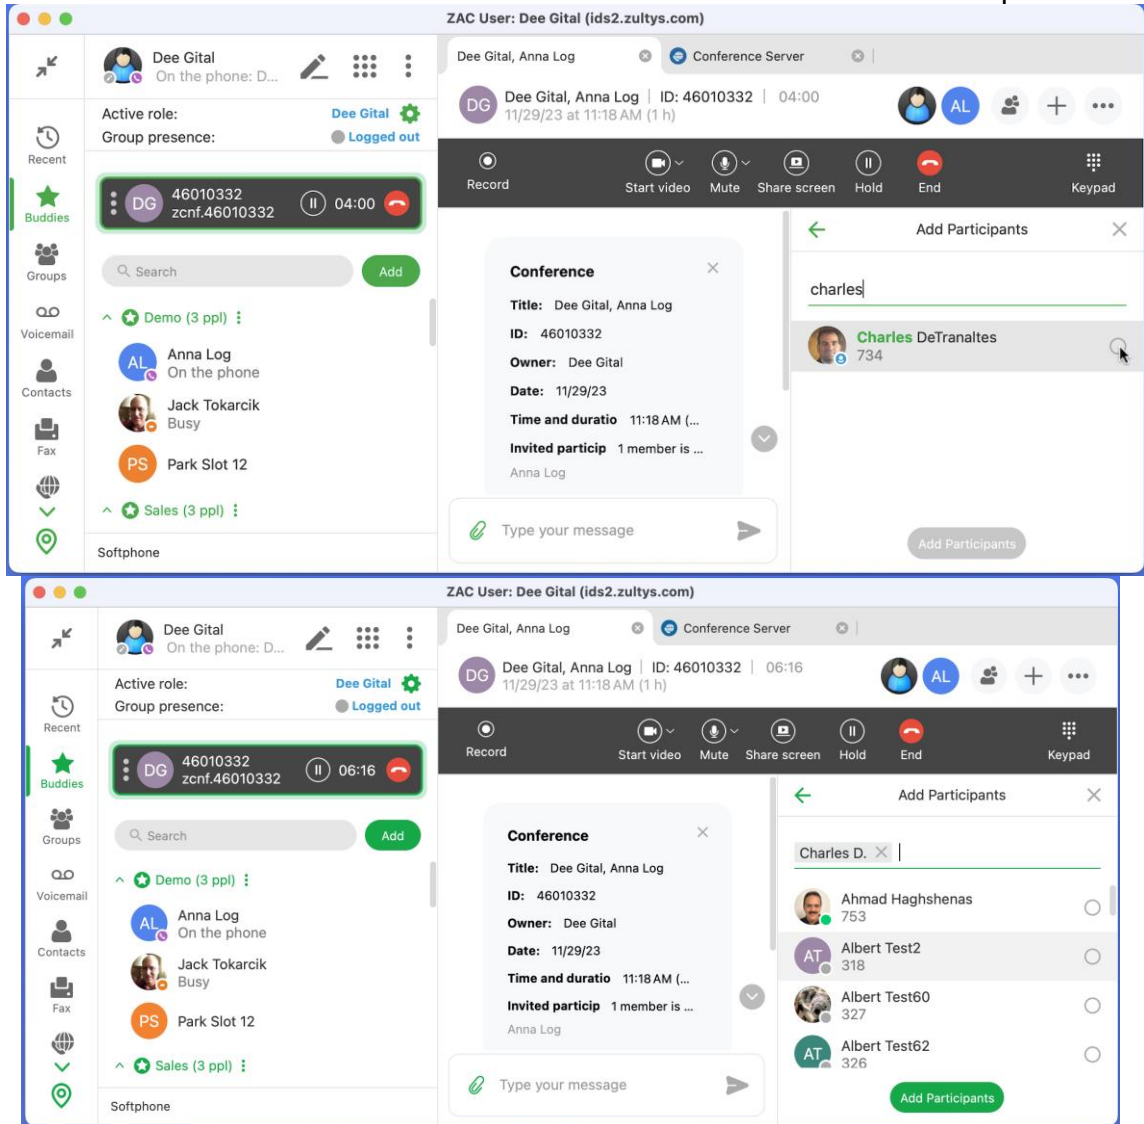 ZAC User: Dee Gital (ids2.zultys.com)
Dee Gital
On the phone: D...
Active role:
Dee Gital
Group presence:
Logged out
Recent
Buddies
Groups
Voicemail
Contacts
Fax
DG
46010332
zcnf.46010332
04:00
Search
Add
Demo (3 ppl)
AL
Anna Log
On the phone
Jack Tokarcik
Busy
PS
Park Slot 12
Sales (3 ppl)
Softphone
Dee Gital, Anna Log
Conference Server
DG
Dee Gital, Anna Log | ID: 46010332 | 04:00
11/29/23 at 11:18 AM (1 h)
AL
Record
Start video
Mute
Share screen
Hold
End
Keypad
Conference
Title: Dee Gital, Anna Log
ID: 46010332
Owner: Dee Gital
Date: 11/29/23
Time and duratio 11:18 AM (...
Invited particip 1 member is ...
Anna Log
Type your message
Add Participants
charles
Charles DeTranaltes
734
Add Participants
ZAC User: Dee Gital (ids2.zultys.com)
Dee Gital
On the phone: D...
Active role:
Dee Gital
Group presence:
Logged out
Recent
Buddies
Groups
Voicemail
Contacts
Fax
DG
46010332
zcnf.46010332
06:16
Search
Add
Demo (3 ppl)
AL
Anna Log
On the phone
Jack Tokarcik
Busy
PS
Park Slot 12
Sales (3 ppl)
Softphone
Dee Gital, Anna Log
Conference Server
DG
Dee Gital, Anna Log | ID: 46010332 | 06:16
11/29/23 at 11:18 AM (1 h)
AL
Record
Start video
Mute
Share screen
Hold
End
Keypad
Conference
Title: Dee Gital, Anna Log
ID: 46010332
Owner: Dee Gital
Date: 11/29/23
Time and duratio 11:18 AM (...
Invited particip 1 member is ...
Anna Log
Type your message
Add Participants
Charles D.
Ahmad Haghshenas
753
AT
Albert Test2
318
Albert Test60
327
AT
Albert Test62
326
Add Participants